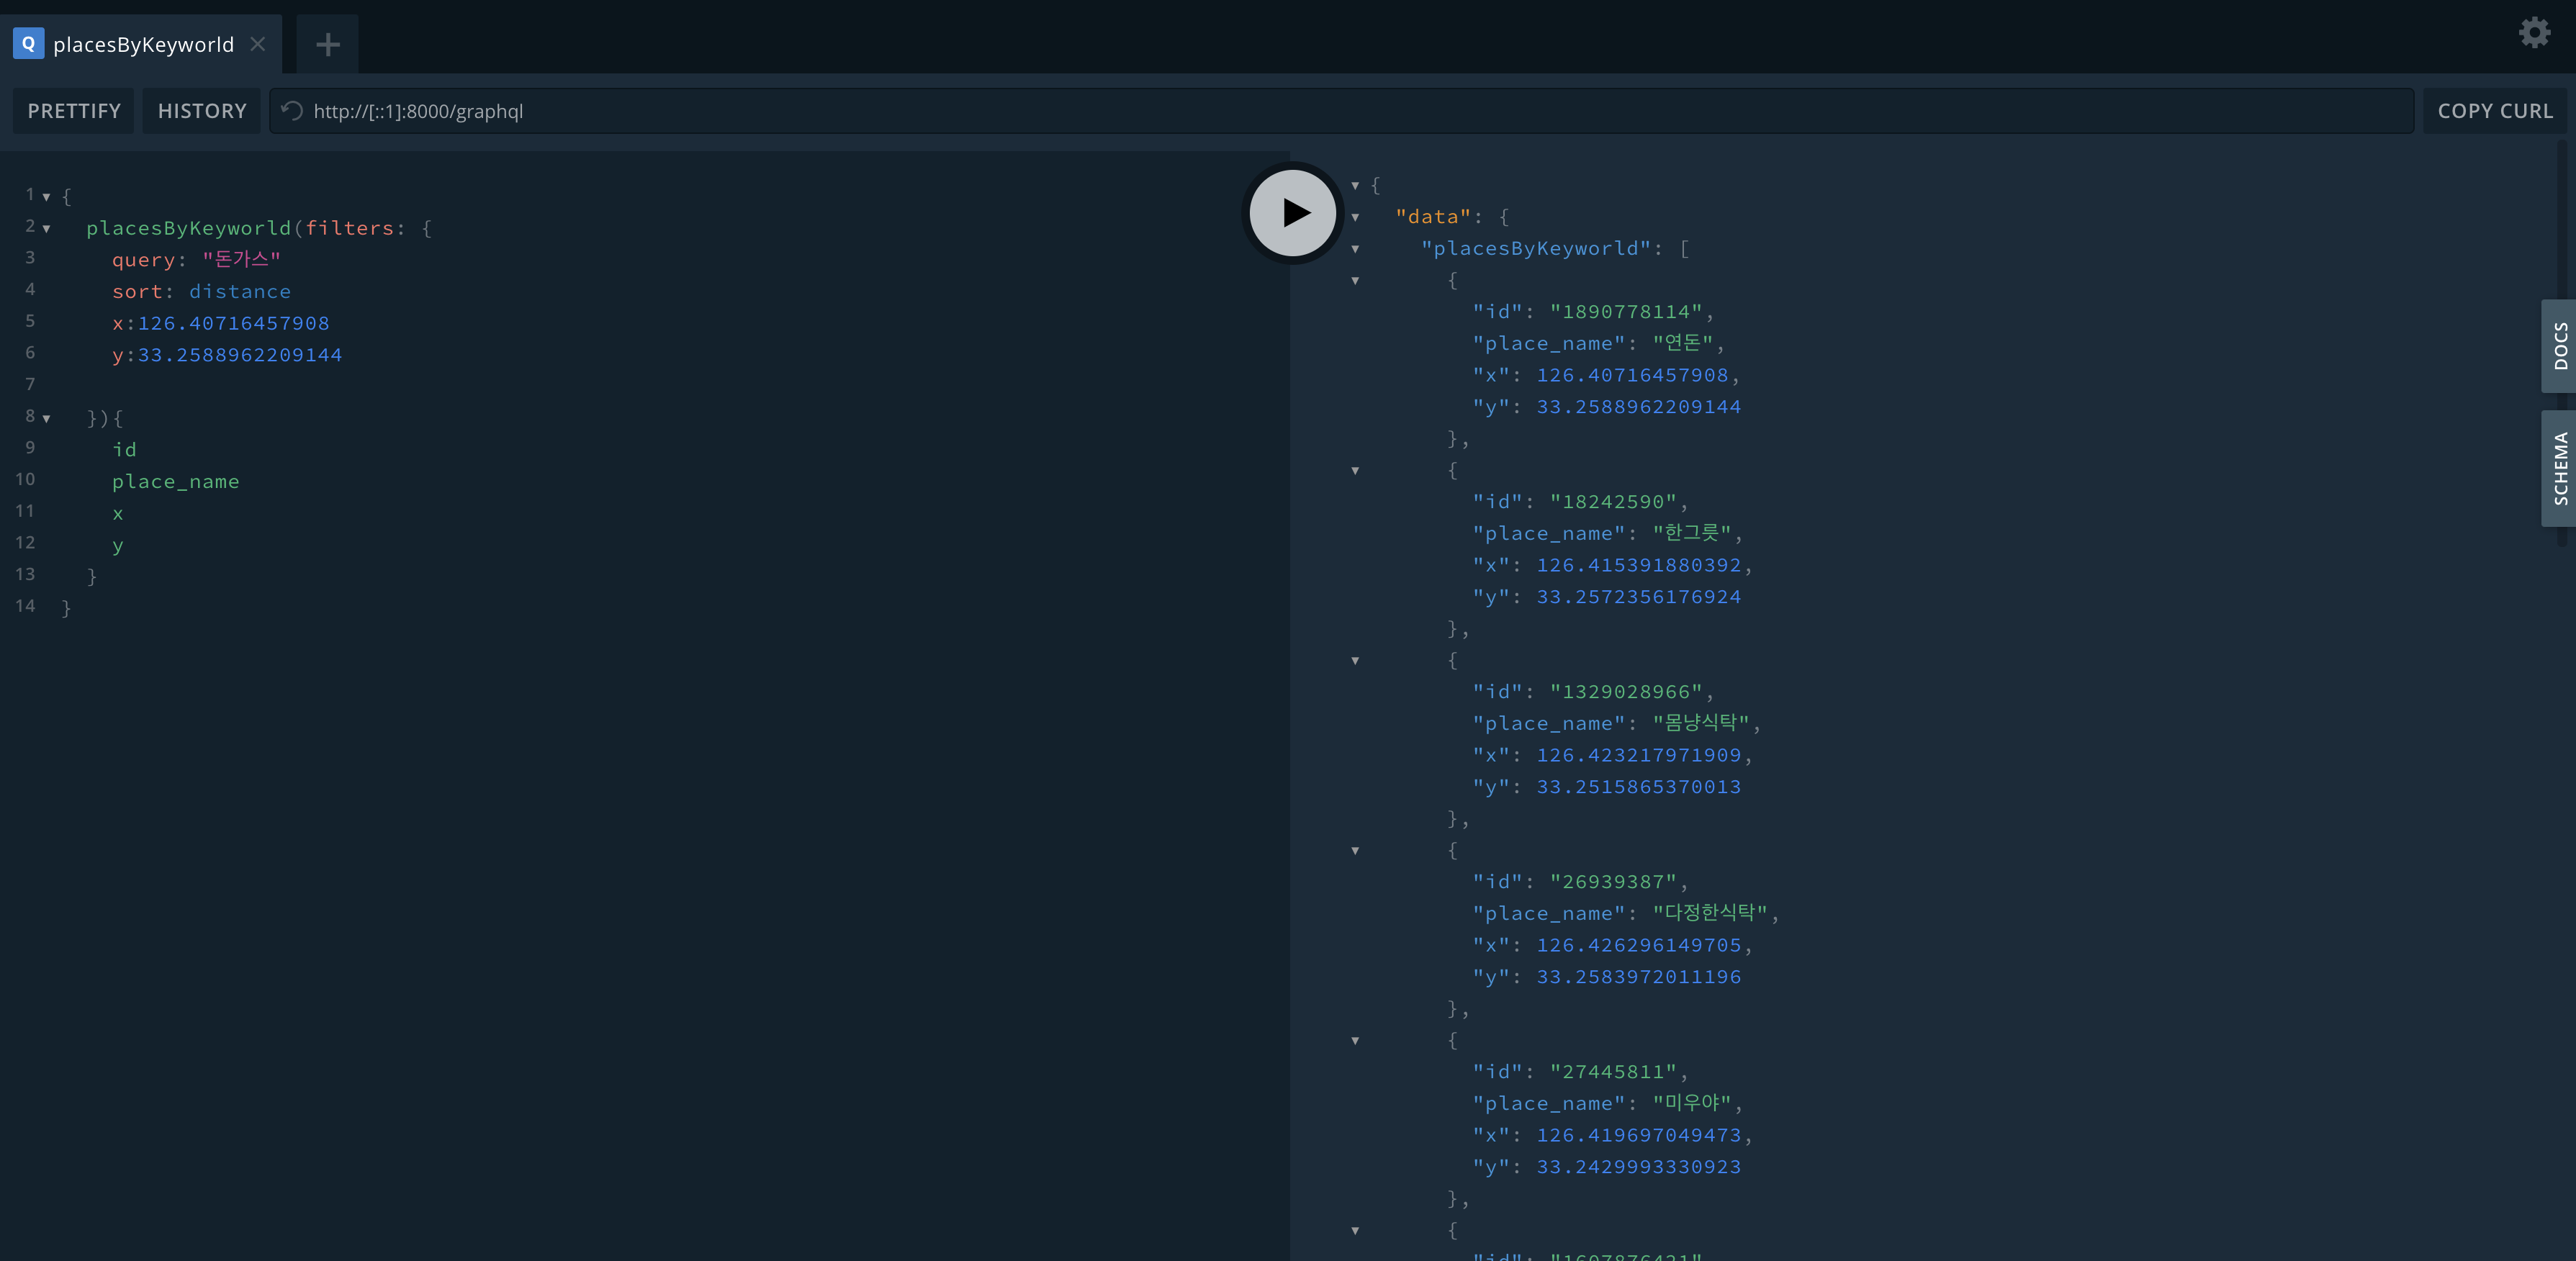 Q placesByKeyworld
PRETTIFY HISTORY http://[::1]:8000/graphql COPY CURL
1 {
2 placesByKeyworld(filters: {
3 query: "돈가스"
4 sort: distance
5 x:126.40716457908
6 y:33.2588962209144
7
8 }){
9 id
10 place_name
11 x
12 y
13 }
14 }
{
"data": {
"placesByKeyworld": [
{
"id": "1890778114",
"place_name": "연돈",
"x": 126.40716457908,
"y": 33.2588962209144
},
{
"id": "18242590",
"place_name": "한그릇",
"x": 126.415391880392,
"y": 33.2572356176924
},
{
"id": "1329028966",
"place_name": "몸냥식탁",
"x": 126.423217971909,
"y": 33.2515865370013
},
{
"id": "26939387",
"place_name": "다정한식탁",
"x": 126.426296149705,
"y": 33.2583972011196
},
{
"id": "27445811",
"place_name": "미우야",
"x": 126.419697049473,
"y": 33.2429993330923
},
{
DOCS
SCHEMA